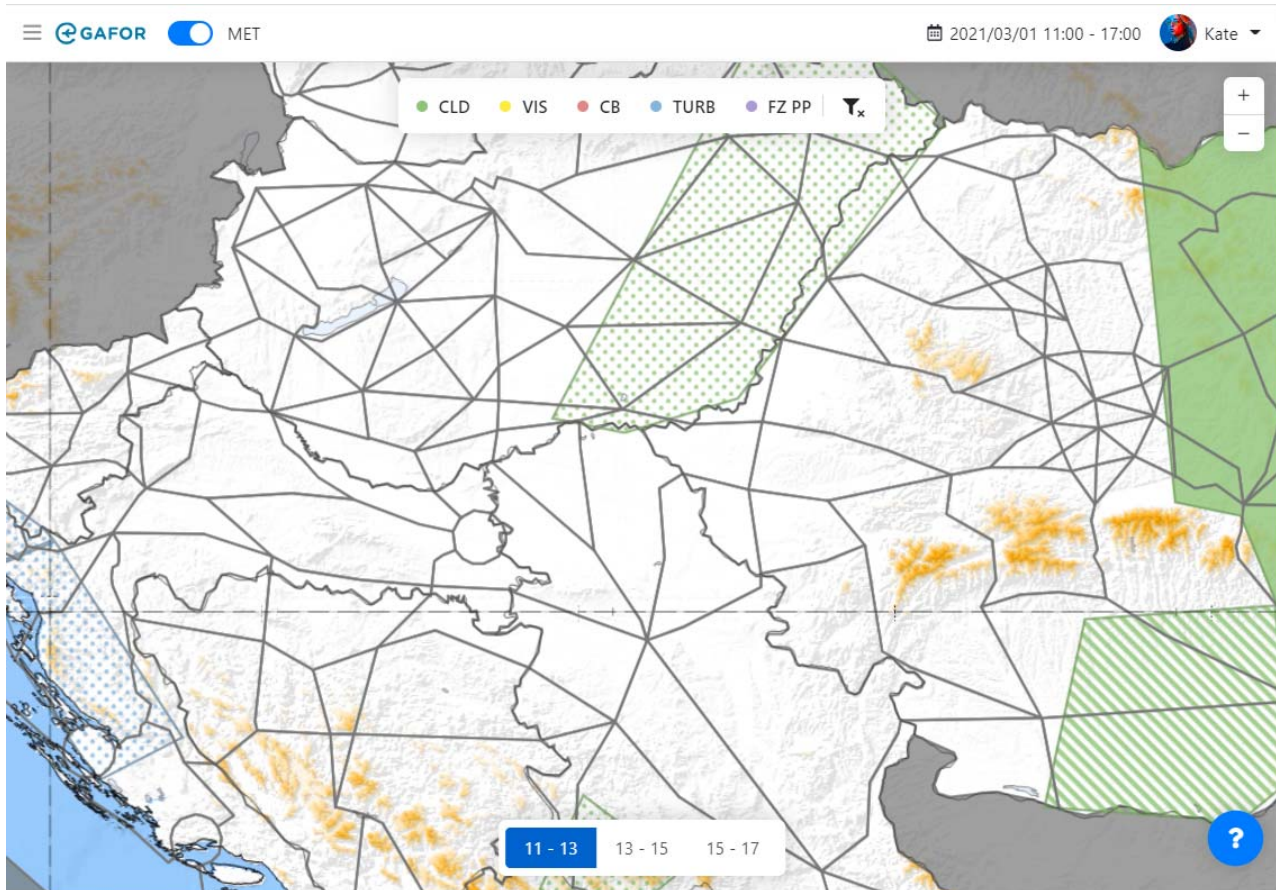 GAFOR MET 2021/03/01 11:00 - 17:00 Kate
CLD VIS CB TURB FZ PP
+
−
11 - 13 13 - 15 15 - 17
?